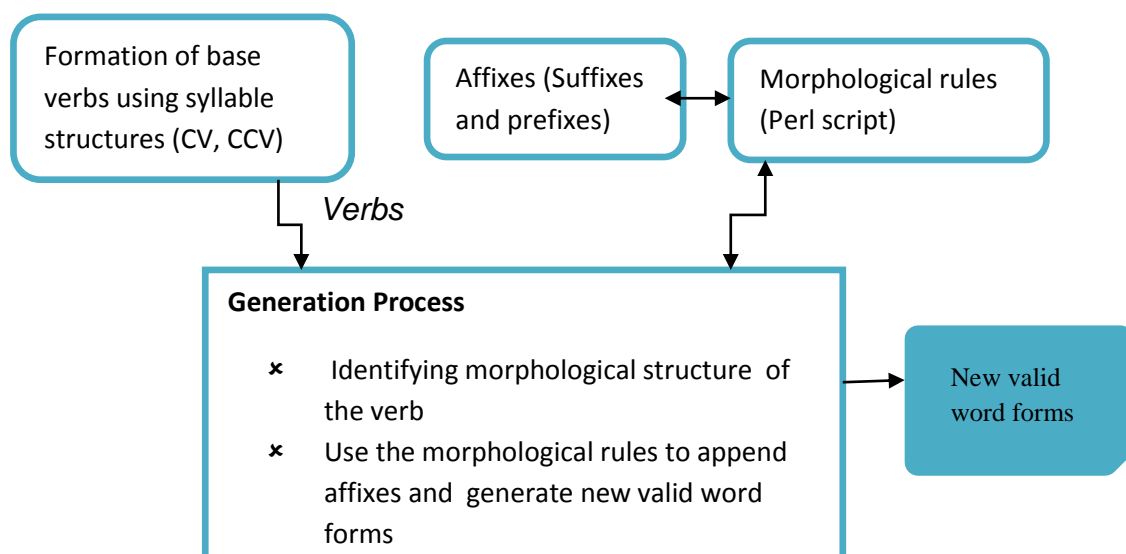 Formation of base
verbs using syllable
structures (CV, CCV)
Affixes (Suffixes
and prefixes)
Morphological rules
(Perl script)
Verbs
Generation Process
× Identifying morphological structure of
the verb
× Use the morphological rules to append
affixes and generate new valid word
forms
New valid
word forms